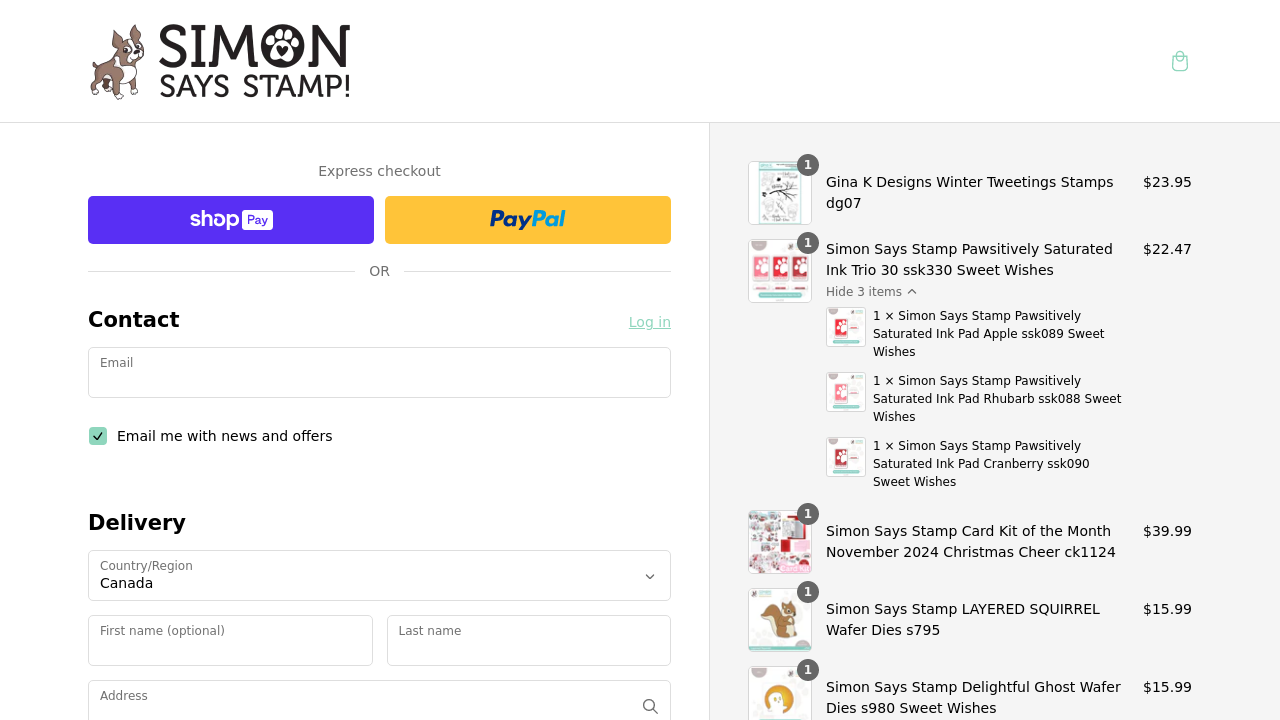 SIMON
SAYS STAMP!
Express checkout
shop Pay
PayPal
OR
Contact
Log in
Email
Email me with news and offers
Delivery
Country/Region
Canada
First name (optional)
Last name
Address
1
Gina K Designs Winter Tweetings Stamps
dg07
$23.95
1
Simon Says Stamp Pawsitively Saturated
Ink Trio 30 ssk330 Sweet Wishes
$22.47
Hide 3 items
1 × Simon Says Stamp Pawsitively
Saturated Ink Pad Apple ssk089 Sweet
Wishes
1 × Simon Says Stamp Pawsitively
Saturated Ink Pad Rhubarb ssk088 Sweet
Wishes
1 × Simon Says Stamp Pawsitively
Saturated Ink Pad Cranberry ssk090
Sweet Wishes
1
Simon Says Stamp Card Kit of the Month
November 2024 Christmas Cheer ck1124
$39.99
1
Simon Says Stamp LAYERED SQUIRREL
Wafer Dies s795
$15.99
1
Simon Says Stamp Delightful Ghost Wafer
Dies s980 Sweet Wishes
$15.99